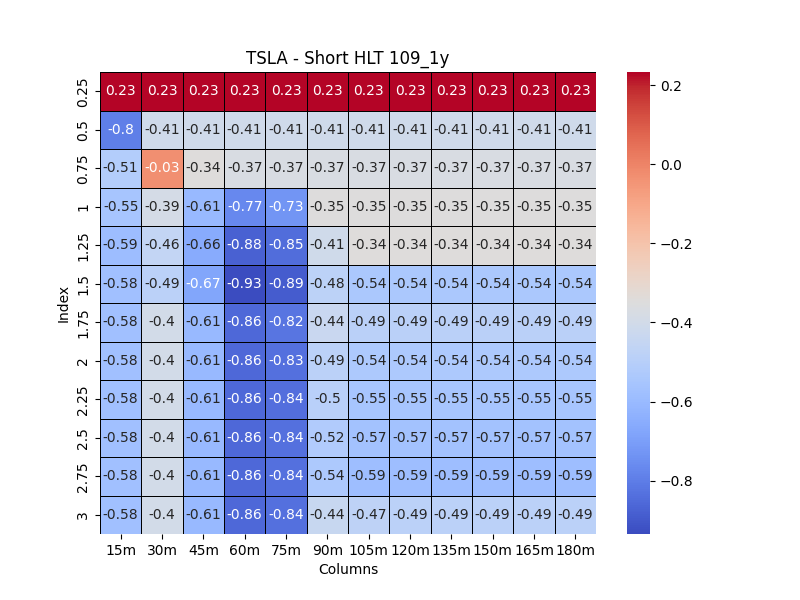 TSLA - Short HLT 109_1y
0.25 0.23 0.23 0.23 0.23 0.23 0.23 0.23 0.23 0.23 0.23 0.23 0.23
0.5 -0.8 -0.41 -0.41 -0.41 -0.41 -0.41 -0.41 -0.41 -0.41 -0.41 -0.41 -0.41
0.75 -0.51 -0.03 -0.34 -0.37 -0.37 -0.37 -0.37 -0.37 -0.37 -0.37 -0.37 -0.37
1 -0.55 -0.39 -0.61 -0.77 -0.73 -0.35 -0.35 -0.35 -0.35 -0.35 -0.35 -0.35
1.25 -0.59 -0.46 -0.66 -0.88 -0.85 -0.41 -0.34 -0.34 -0.34 -0.34 -0.34 -0.34
1.5 -0.58 -0.49 -0.67 -0.93 -0.89 -0.48 -0.54 -0.54 -0.54 -0.54 -0.54 -0.54
1.75 -0.58 -0.4 -0.61 -0.86 -0.82 -0.44 -0.49 -0.49 -0.49 -0.49 -0.49 -0.49
2 -0.58 -0.4 -0.61 -0.86 -0.83 -0.49 -0.54 -0.54 -0.54 -0.54 -0.54 -0.54
2.25 -0.58 -0.4 -0.61 -0.86 -0.84 -0.5 -0.55 -0.55 -0.55 -0.55 -0.55 -0.55
2.5 -0.58 -0.4 -0.61 -0.86 -0.84 -0.52 -0.57 -0.57 -0.57 -0.57 -0.57 -0.57
2.75 -0.58 -0.4 -0.61 -0.86 -0.84 -0.54 -0.59 -0.59 -0.59 -0.59 -0.59 -0.59
3 -0.58 -0.4 -0.61 -0.86 -0.84 -0.44 -0.47 -0.49 -0.49 -0.49 -0.49 -0.49
15m 30m 45m 60m 75m 90m 105m 120m 135m 150m 165m 180m
Columns
Index
0.2
0.0
−0.2
−0.4
−0.6
−0.8